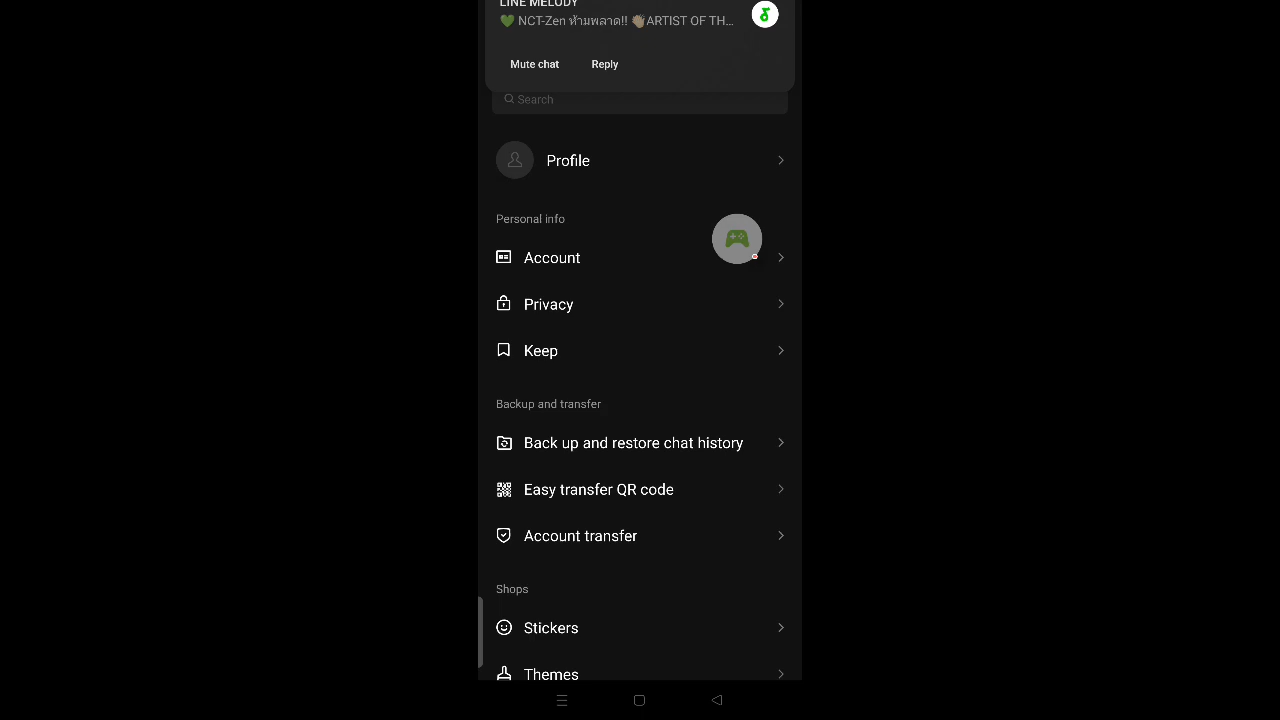 LINE MELODY
💚 NCT-Zen ห้ามพลาด!! 👏🏽ARTIST OF TH...
Mute chat Reply
Search
Profile
Personal info
Account
Privacy
Keep
Backup and transfer
Back up and restore chat history
Easy transfer QR code
Account transfer
Shops
Stickers
Themes